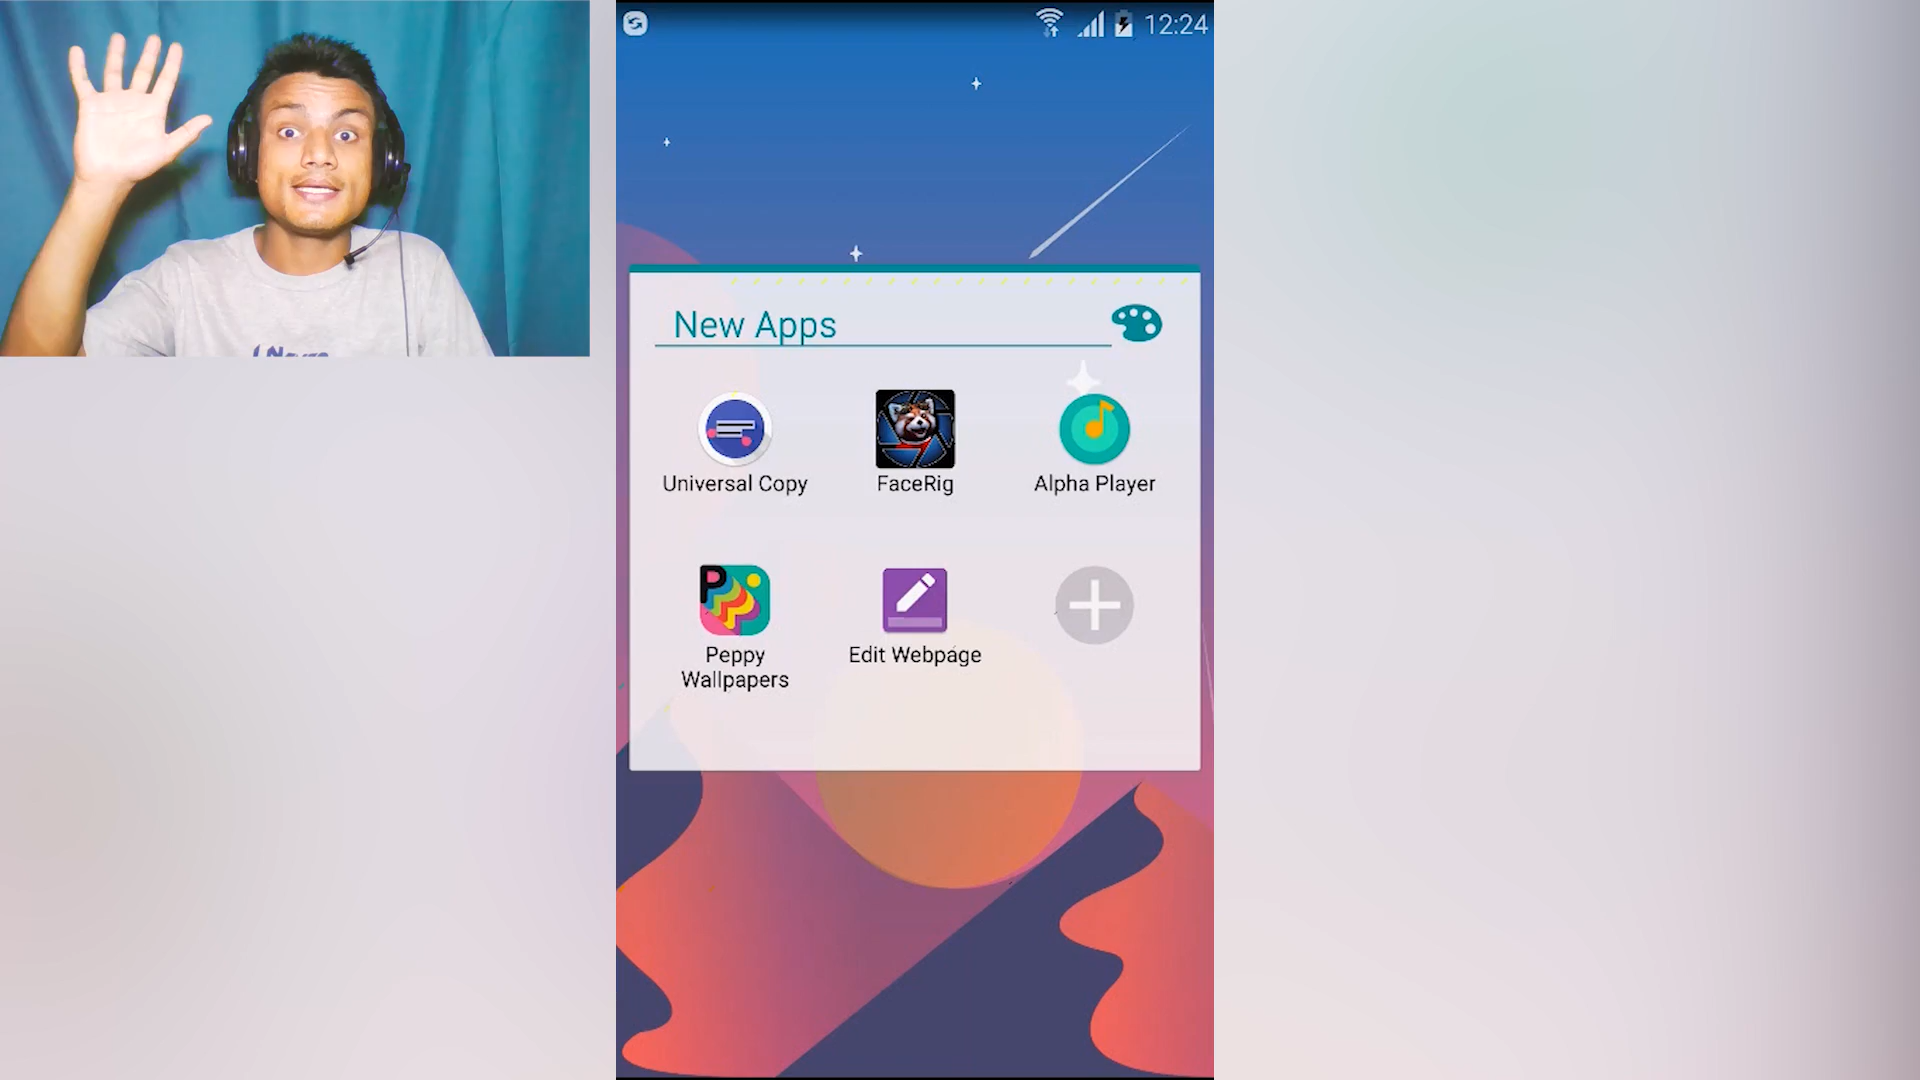 12:24
New Apps
Universal Copy
FaceRig
Alpha Player
Peppy
Wallpapers
Edit Webpage